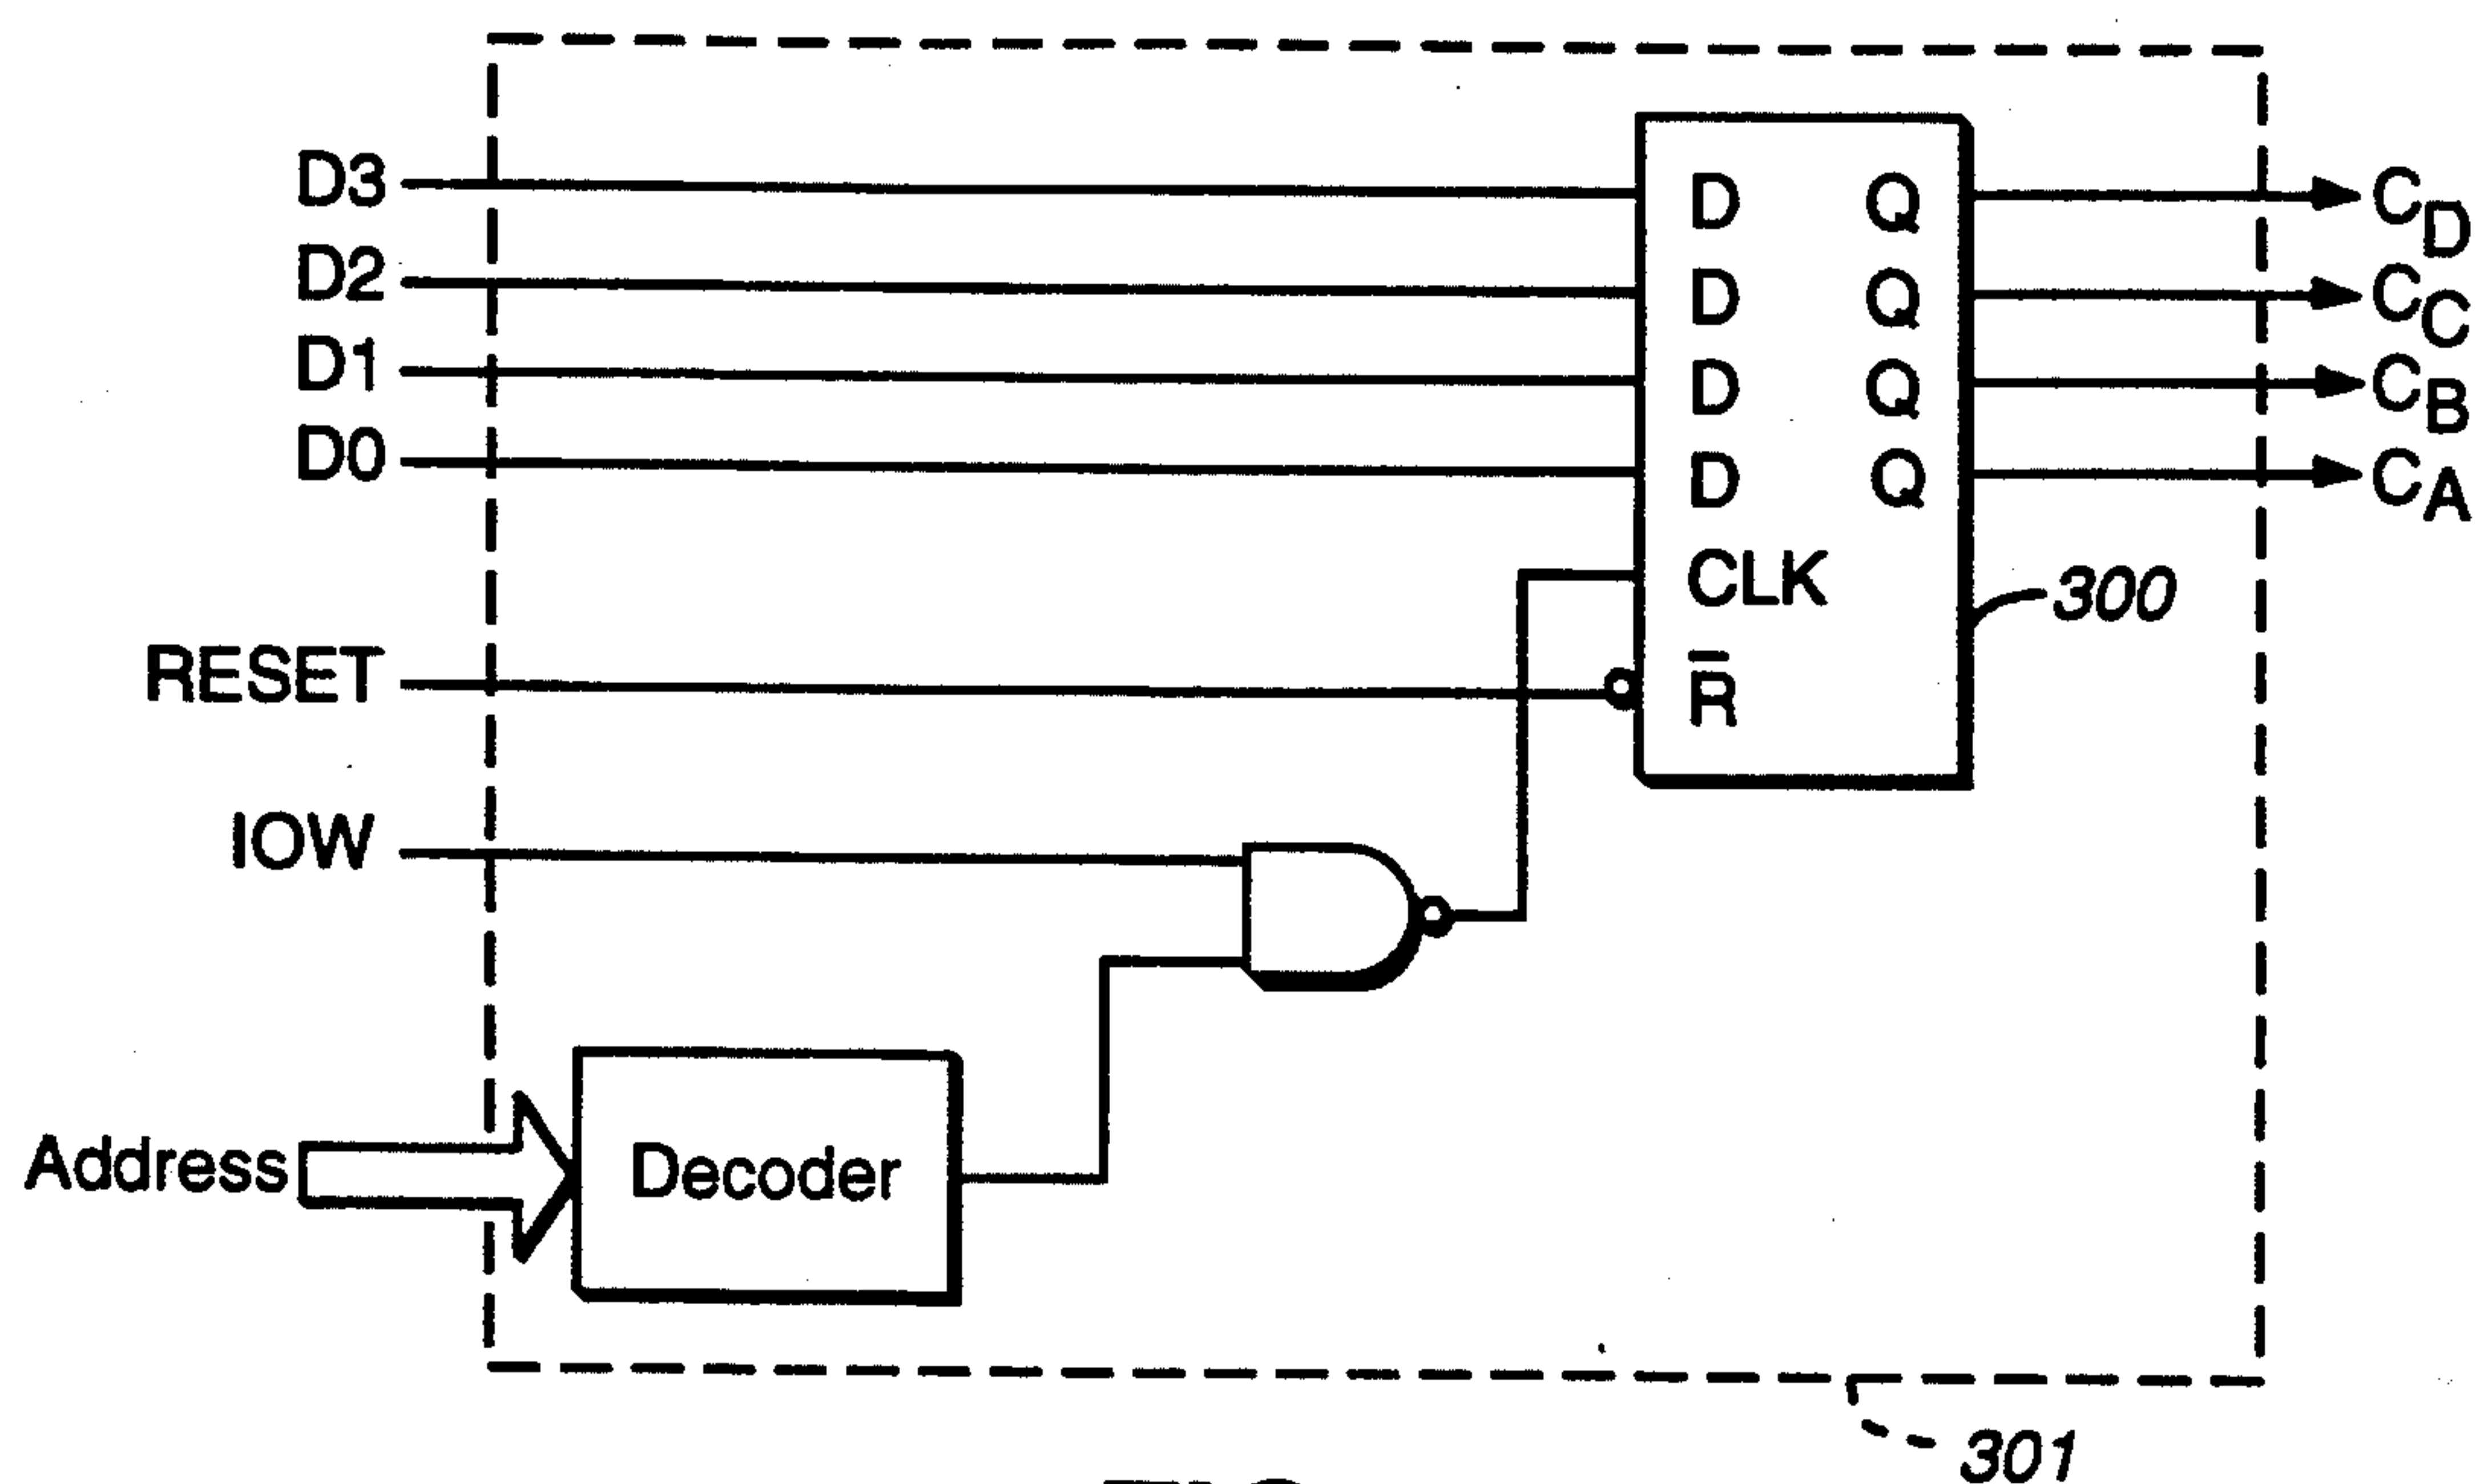 D3 D Q C_D
D2 D Q C_C
D1 D Q C_B
D0 D Q C_A
CLK
300
RESET R̅
IOW
Address Decoder
301